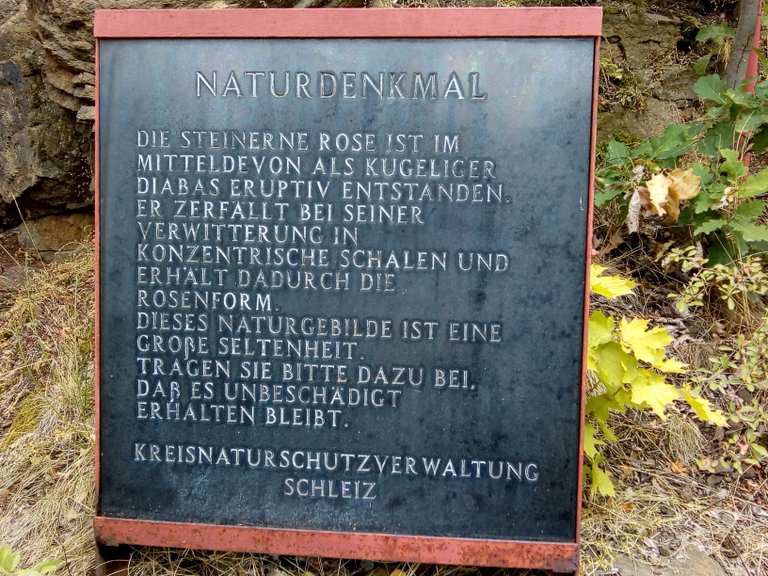 NATURDENKMAL
DIE STEINERNE ROSE IST IM
MITTELDEVON ALS KUGELIGER
DIABAS ERUPTIV ENTSTANDEN.
ER ZERFÄLLT BEI SEINER
VERWITTERUNG IN
KONZENTRISCHE SCHALEN UND
ERHÄLT DADURCH DIE
ROSENFORM.
DIESES NATURGEBILDE IST EINE
GROßE SELTENHEIT.
TRAGEN SIE BITTE DAZU BEI,
DAß ES UNBESCHÄDIGT
ERHALTEN BLEIBT.
KREISNATURSCHUTZVERWALTUNG
SCHLEIZ